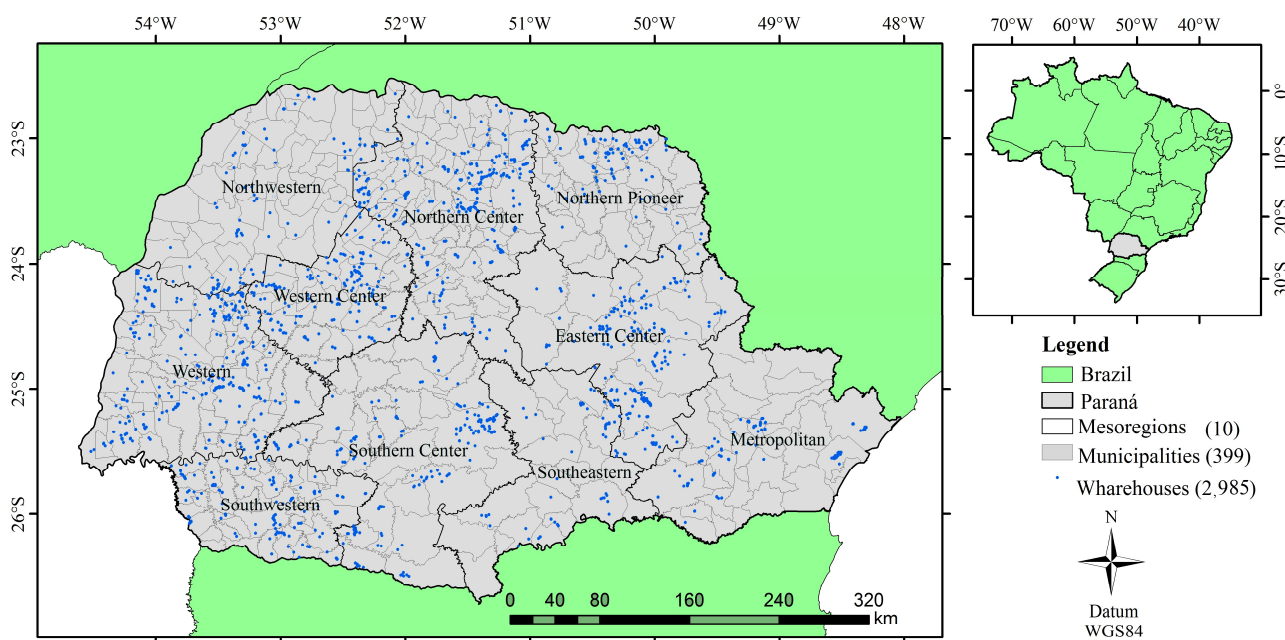 54°W 53°W 52°W 51°W 50°W 49°W 48°W
70°W 60°W 50°W 40°W
23°S
24°S
25°S
26°S
0°
10°S
20°S
30°S
Northwestern
Northern Center
Northern Pioneer
Western Center
Eastern Center
Western
Southern Center
Metropolitan
Southeastern
Southwestern
0 40 80 160 240 320
km
Legend
Brazil
Paraná
Mesoregions (10)
Municipalities (399)
Wharehouses (2,985)
N
Datum
WGS84